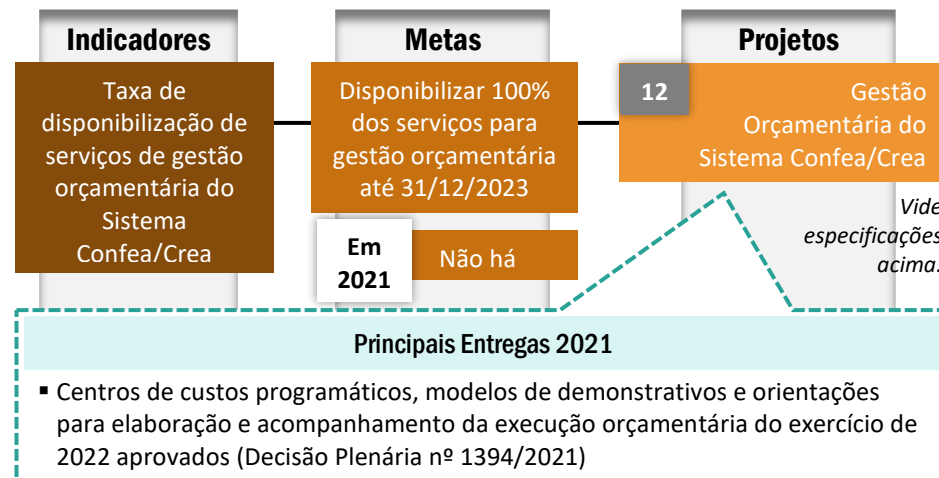 Indicadores
Metas
Projetos
Taxa de
disponibilização de
serviços de gestão
orçamentária do
Sistema
Confea/Crea
Disponibilizar 100%
dos serviços para
gestão orçamentária
até 31/12/2023
Em
2021
Não há
12
Gestão
Orçamentária do
Sistema Confea/Crea
Vide
especificações
acima.
Principais Entregas 2021
▪ Centros de custos programáticos, modelos de demonstrativos e orientações
para elaboração e acompanhamento da execução orçamentária do exercício de
2022 aprovados (Decisão Plenária nº 1394/2021)